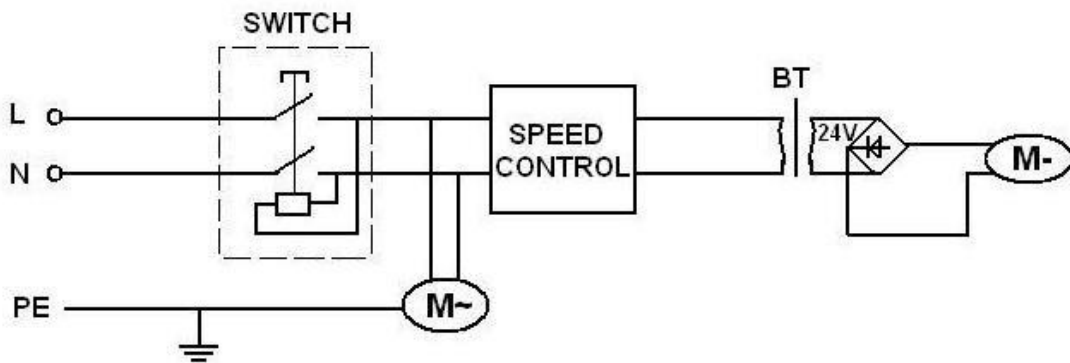 SWITCH
BT
L
SPEED
CONTROL
24V
M-
N
PE
M~